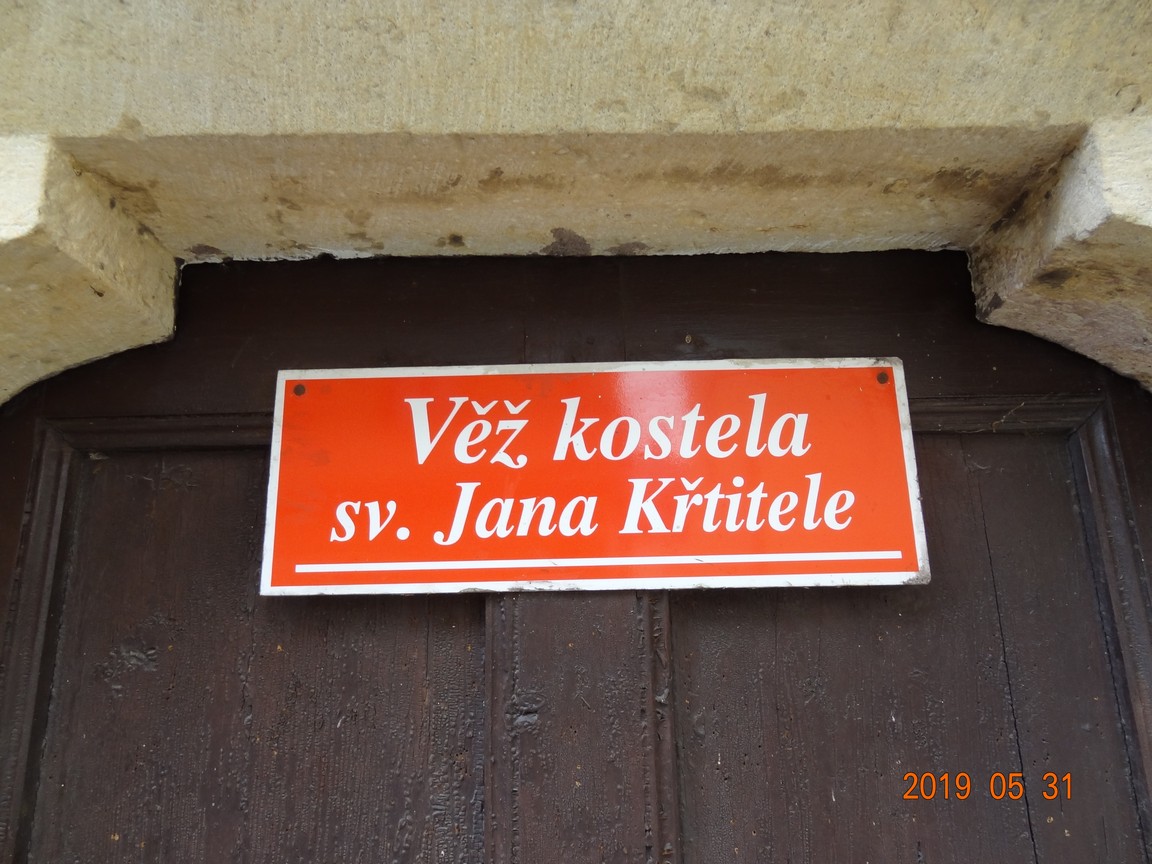 Věž kostela
sv. Jana Křtitele
2019 05 31